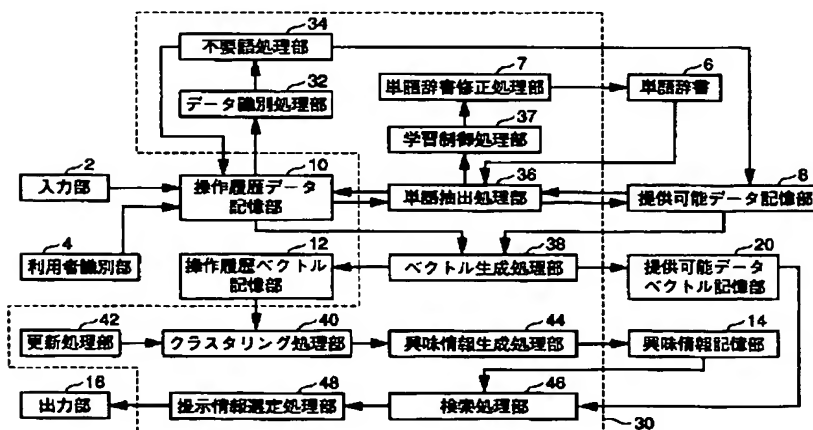 34
不要語処理部
32
データ識別処理部
7
単語辞書修正処理部
6
単語辞書
37
学習制御処理部
2
入力部
10
操作履歴データ
記憶部
36
単語抽出処理部
8
提供可能データ記憶部
4
利用者識別部
12
操作履歴ベクトル
記憶部
38
ベクトル生成処理部
20
提供可能データ
ベクトル記憶部
42
更新処理部
40
クラスタリング処理部
44
興味情報生成処理部
14
興味情報記憶部
16
出力部
48
提示情報選定処理部
46
検索処理部
30